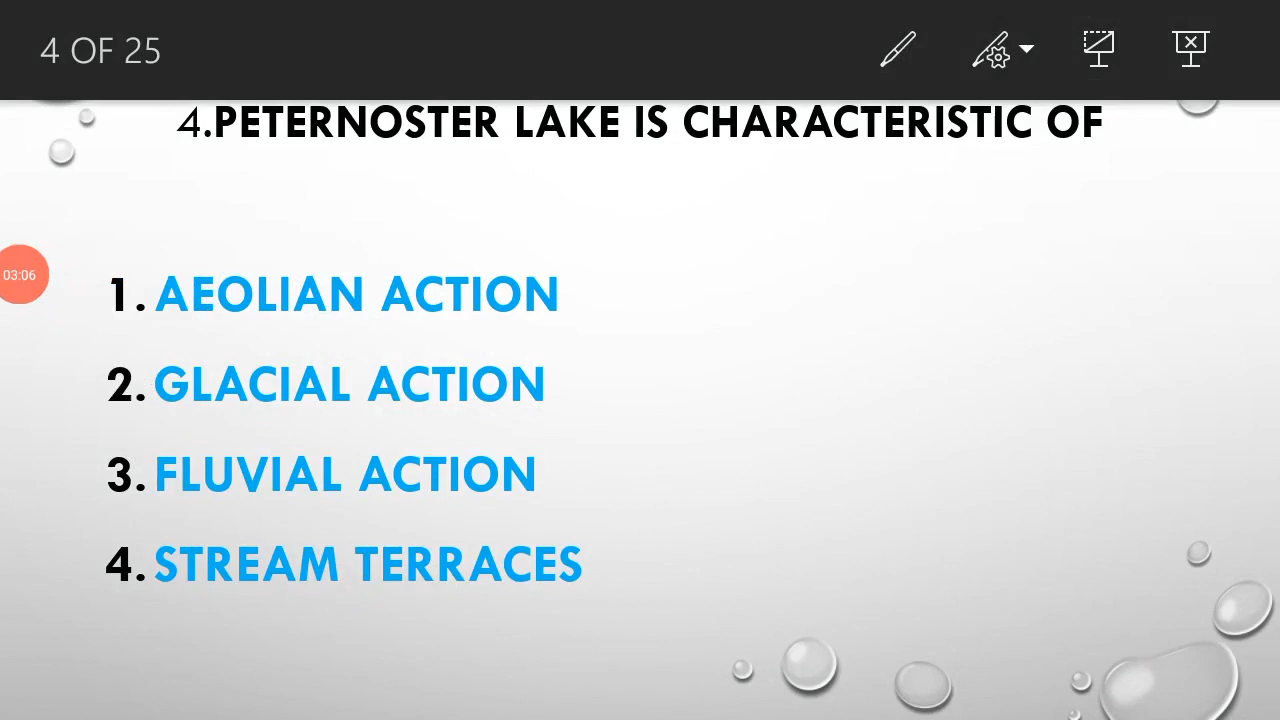 4 OF 25
4.PETERNOSTER LAKE IS CHARACTERISTIC OF
03:06
1. AEOLIAN ACTION
2. GLACIAL ACTION
3. FLUVIAL ACTION
4. STREAM TERRACES